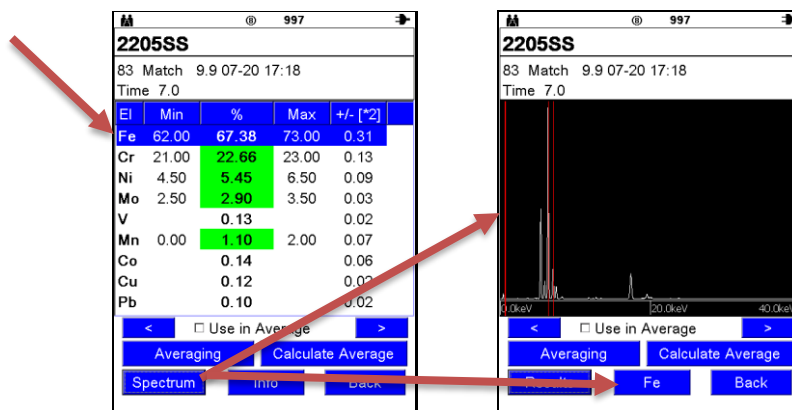 997
2205SS
83 Match 9.9 07-20 17:18
Time 7.0
El Min % Max +/- [*2]
Fe 62.00 67.38 73.00 0.31
Cr 21.00 22.66 23.00 0.13
Ni 4.50 5.45 6.50 0.09
Mo 2.50 2.90 3.50 0.03
V 0.13 0.02
Mn 0.00 1.10 2.00 0.07
Co 0.14 0.06
Cu 0.12 0.02
Pb 0.10 0.02
< Use in Average >
Averaging Calculate Average
Spectrum Info Back
997
2205SS
83 Match 9.9 07-20 17:18
Time 7.0
0.0keV 20.0keV 40.0keV
< Use in Average >
Averaging Calculate Average
Results Fe Back